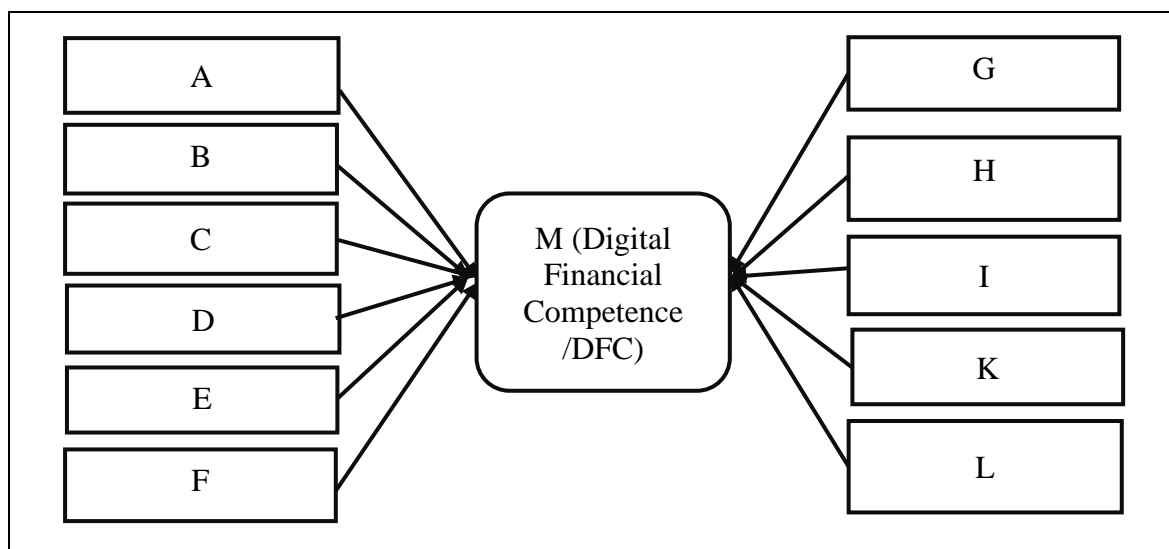 A
B
C
D
E
F
M (Digital
Financial
Competence
/DFC)
G
H
I
K
L